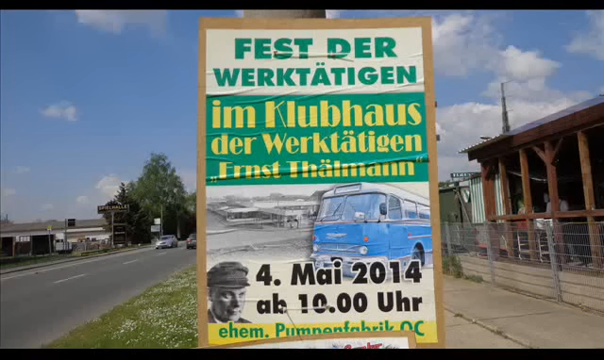 FEST DER
WERKTÄTIGEN
im Klubhaus
der Werktätigen
„Ernst Thälmann"
4. Mai 2014
ab 10.00 Uhr
ehem. Pumpenfabrik OC
SPIELHALLE